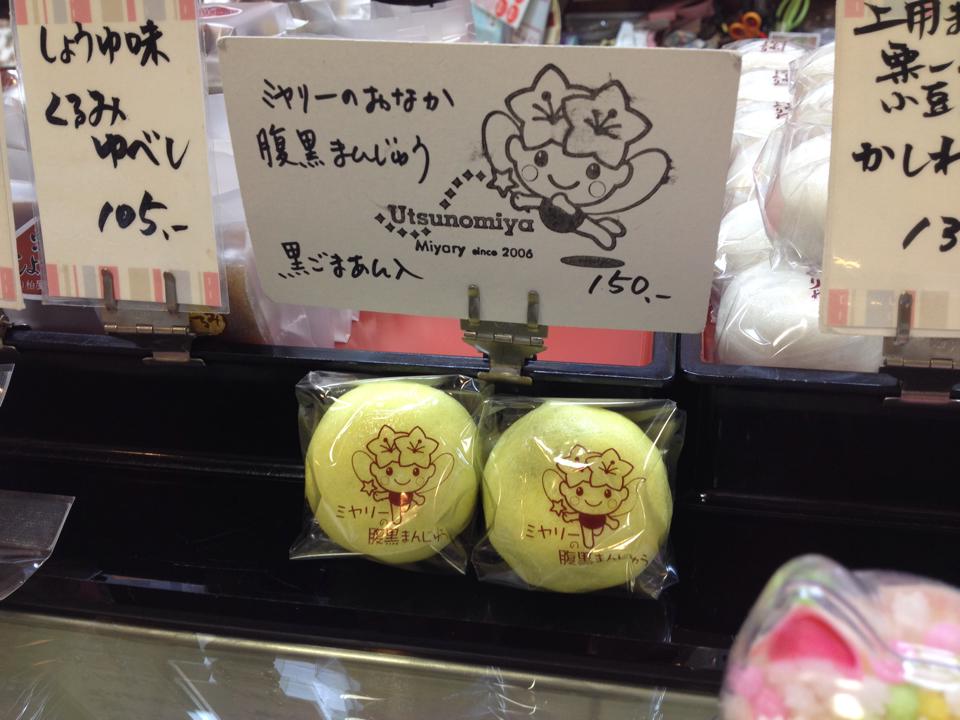 しょうゆ味
くるみ
ゆべし
105.-
ミヤリーのおなか
腹黒まんじゅう
Utsunomiya
Miyary since 2006
黒ごまあん入
150.-
上用ま
栗一
小豆
かしわ
13
ミヤリー
の
腹黒まんじゅう
ミヤリー
の
腹黒まんじゅう